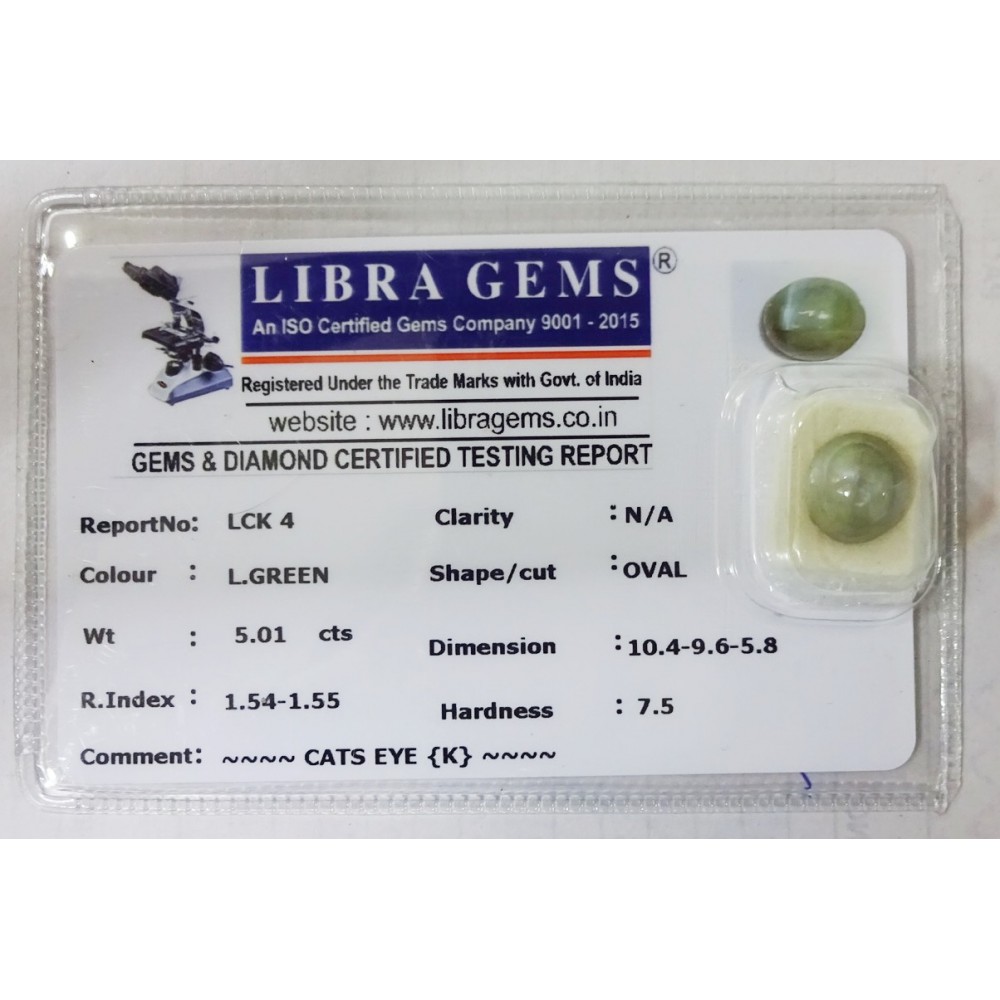 LIBRA GEMS ®
An ISO Certified Gems Company 9001 - 2015
Registered Under the Trade Marks with Govt. of India
website : www.libragems.co.in
GEMS & DIAMOND CERTIFIED TESTING REPORT
ReportNo: LCK 4 Clarity : N/A
Colour : L.GREEN Shape/cut : OVAL
Wt : 5.01 cts Dimension : 10.4-9.6-5.8
R.Index : 1.54-1.55 Hardness : 7.5
Comment: ~~~~ CATS EYE {K} ~~~~